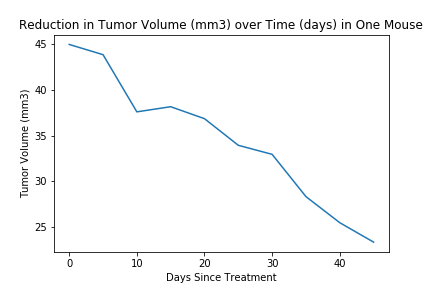 Reduction in Tumor Volume (mm3) over Time (days) in One Mouse
45
40
35
30
25
Tumor Volume (mm3)
0 10 20 30 40
Days Since Treatment